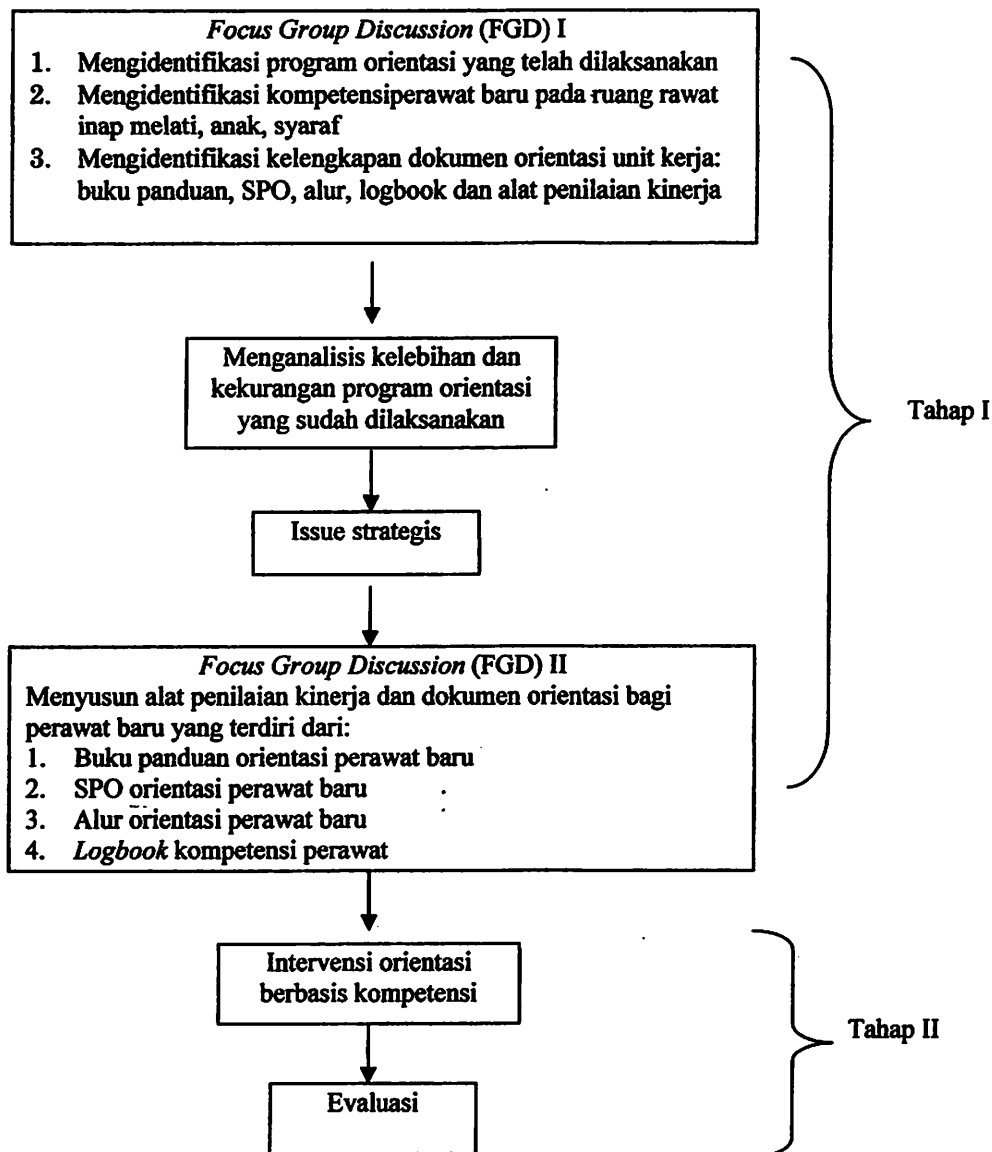 Focus Group Discussion (FGD) I
1. Mengidentifikasi program orientasi yang telah dilaksanakan
2. Mengidentifikasi kompetensiperawat baru pada ruang rawat
inap melati, anak, syaraf
3. Mengidentifikasi kelengkapan dokumen orientasi unit kerja:
buku panduan, SPO, alur, logbook dan alat penilaian kinerja
Menganalisis kelebihan dan
kekurangan program orientasi
yang sudah dilaksanakan
Tahap I
Issue strategis
Focus Group Discussion (FGD) II
Menyusun alat penilaian kinerja dan dokumen orientasi bagi
perawat baru yang terdiri dari:
1. Buku panduan orientasi perawat baru
2. SPO orientasi perawat baru
3. Alur orientasi perawat baru
4. Logbook kompetensi perawat
Intervensi orientasi
berbasis kompetensi
Tahap II
Evaluasi